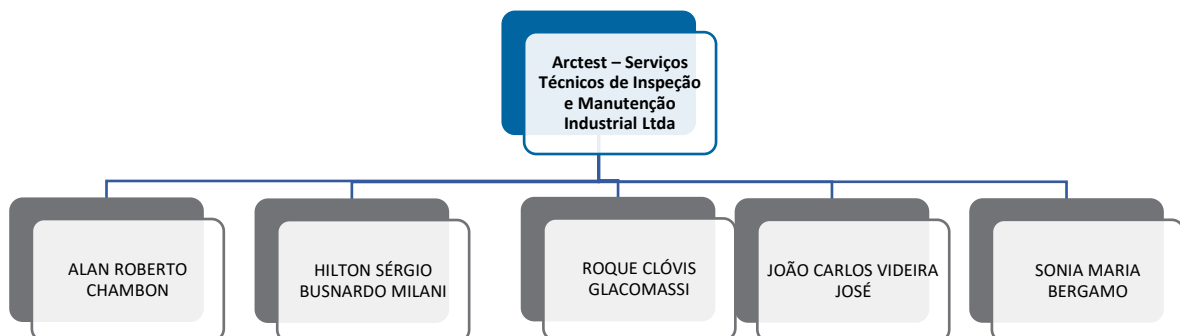 Arctest – Serviços
Técnicos de Inspeção
e Manutenção
Industrial Ltda
ALAN ROBERTO
CHAMBON
HILTON SÉRGIO
BUSNARDO MILANI
ROQUE CLÓVIS
GLACOMASSI
JOÃO CARLOS VIDEIRA
JOSÉ
SONIA MARIA
BERGAMO